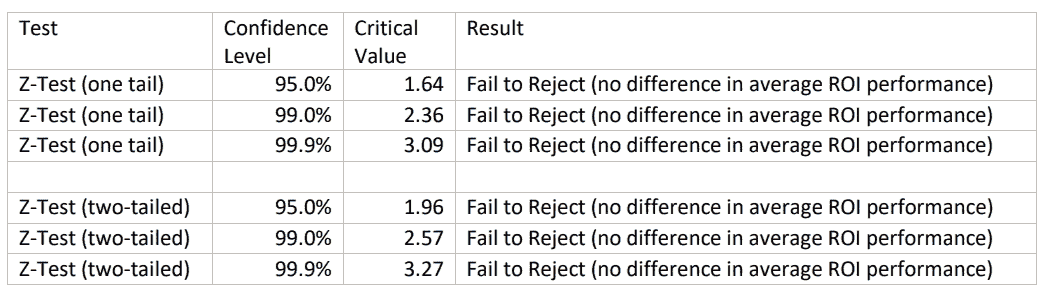 Test Confidence Level Critical Value Result
Z-Test (one tail) 95.0% 1.64 Fail to Reject (no difference in average ROI performance)
Z-Test (one tail) 99.0% 2.36 Fail to Reject (no difference in average ROI performance)
Z-Test (one tail) 99.9% 3.09 Fail to Reject (no difference in average ROI performance)
Z-Test (two-tailed) 95.0% 1.96 Fail to Reject (no difference in average ROI performance)
Z-Test (two-tailed) 99.0% 2.57 Fail to Reject (no difference in average ROI performance)
Z-Test (two-tailed) 99.9% 3.27 Fail to Reject (no difference in average ROI performance)